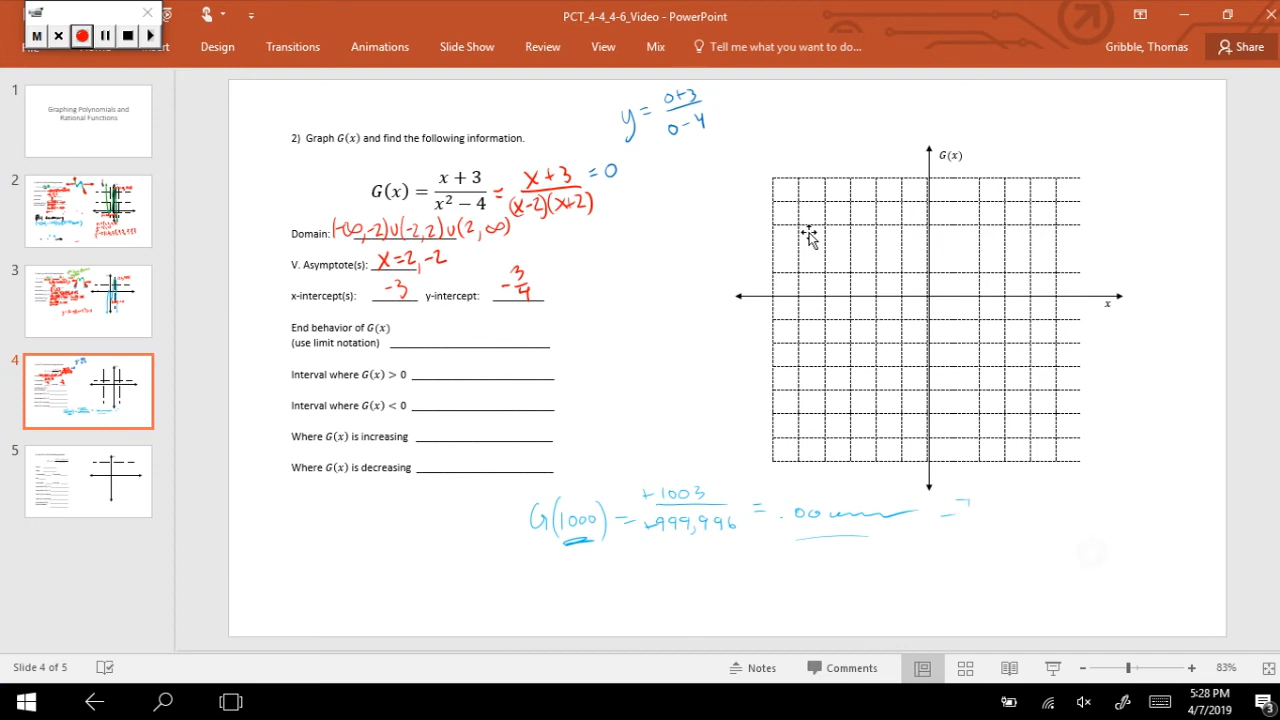 PCT_4-4_4-6_Video - PowerPoint
M
Design Transitions Animations Slide Show Review View Mix Tell me what you want to do... Gribble, Thomas Share
1
Graphing Polynomials and
Rational Functions
2
3
4
5
y = 0+3 / 0-4
2) Graph G(x) and find the following information.
G(x) = x + 3 / x² − 4 = x+3 / (x-2)(x+2) = 0
Domain: (-∞,-2)∪(-2,2)∪(2,∞)
V. Asymptote(s): x=2,-2
x-intercept(s): -3 y-intercept: -3/4
End behavior of G(x)
(use limit notation)
Interval where G(x) > 0
Interval where G(x) < 0
Where G(x) is increasing
Where G(x) is decreasing
G(x)
x
G(1000) = +1003 / 999,996 = .00
Slide 4 of 5
Notes Comments 83%
5:28 PM
4/7/2019
3